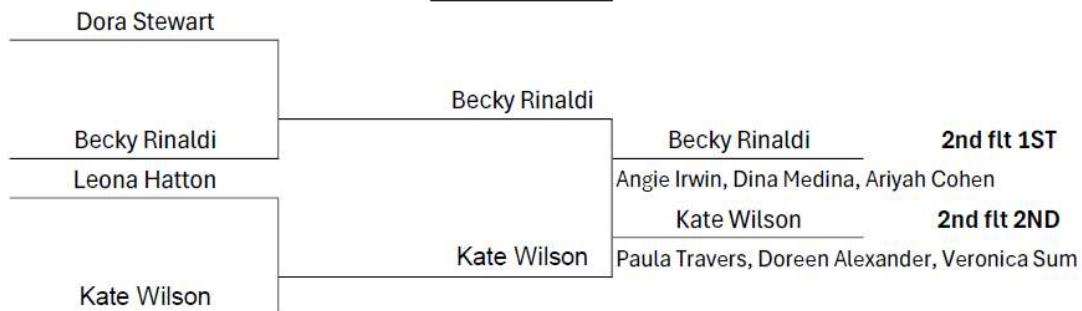 Dora Stewart
Becky Rinaldi
Becky Rinaldi
Becky Rinaldi 2nd flt 1ST
Leona Hatton
Angie Irwin, Dina Medina, Ariyah Cohen
Kate Wilson 2nd flt 2ND
Kate Wilson
Paula Travers, Doreen Alexander, Veronica Sum
Kate Wilson